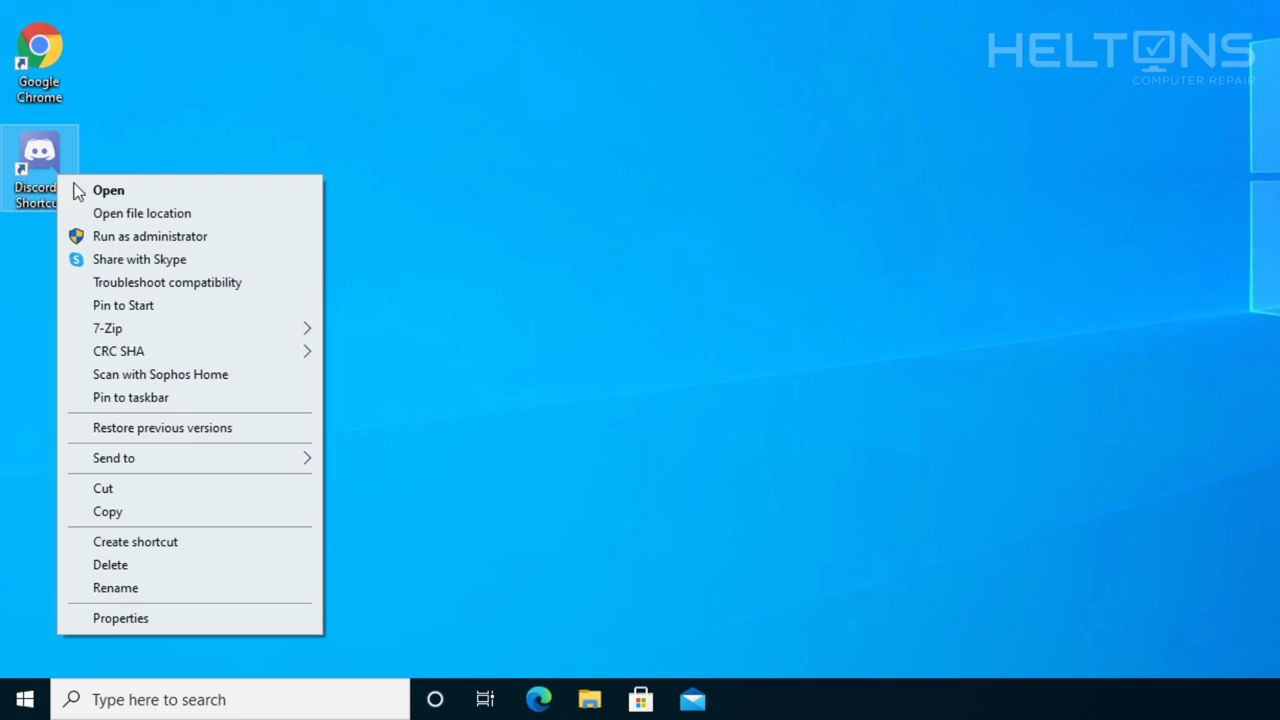 HELTONS
COMPUTER REPAIR
Google
Chrome
Discord
Shortcu
Open
Open file location
Run as administrator
Share with Skype
Troubleshoot compatibility
Pin to Start
7-Zip
CRC SHA
Scan with Sophos Home
Pin to taskbar
Restore previous versions
Send to
Cut
Copy
Create shortcut
Delete
Rename
Properties
Type here to search